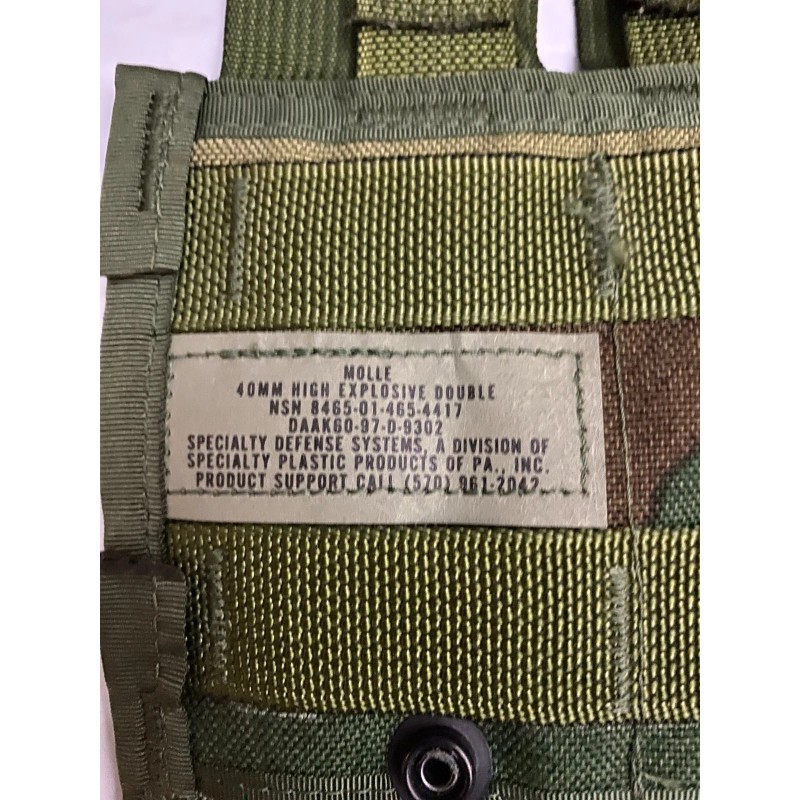 MOLLE
40MM HIGH EXPLOSIVE DOUBLE
NSN 8465-01-465-4417
DAAK60-97-D-9302
SPECIALTY DEFENSE SYSTEMS, A DIVISION OF
SPECIALTY PLASTIC PRODUCTS OF PA., INC.
PRODUCT SUPPORT CALL (570) 961-2042